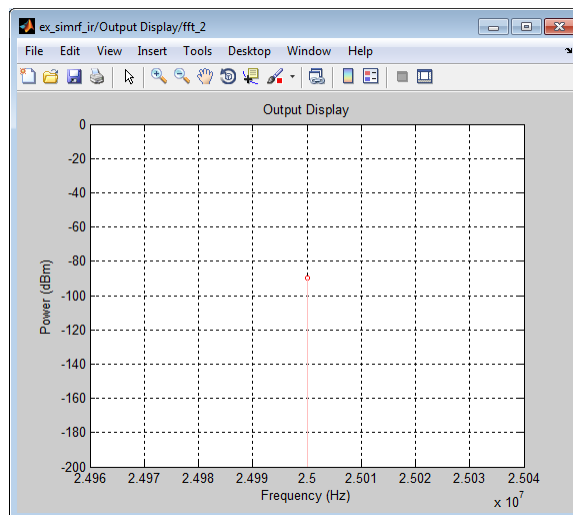 ex_simrf_ir/Output Display/fft_2
File Edit View Insert Tools Desktop Window Help
Output Display
0
-20
-40
-60
-80
-100
-120
-140
-160
-180
-200
Power (dBm)
2.496 2.497 2.498 2.499 2.5 2.501 2.502 2.503 2.504
Frequency (Hz)
x 10^7